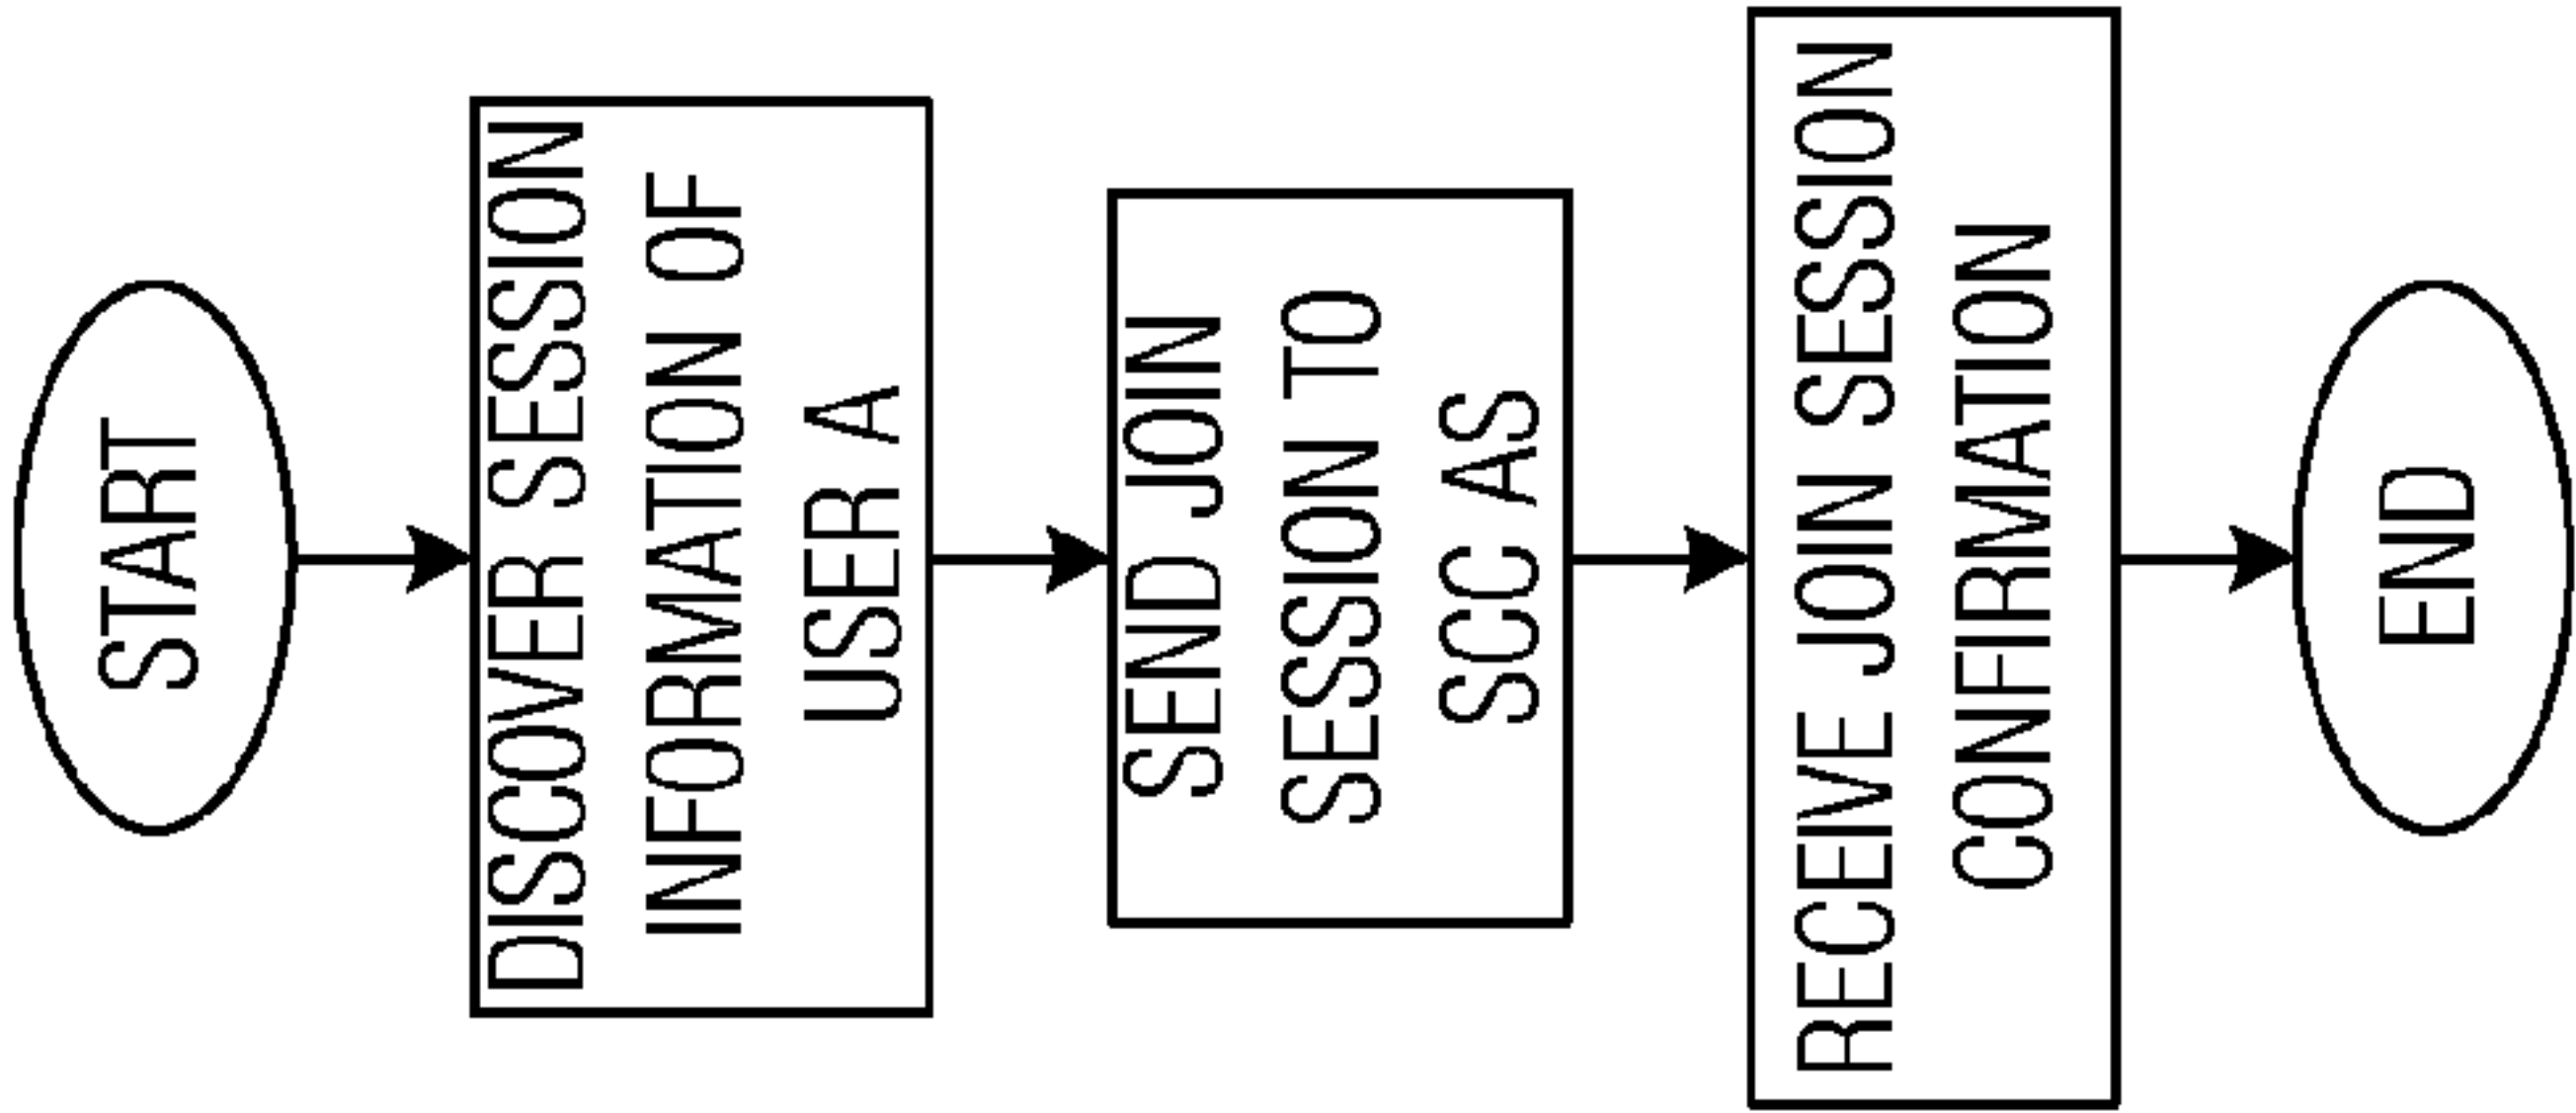 START
DISCOVER SESSION
INFORMATION OF
USER A
SEND JOIN
SESSION TO
SCC AS
RECEIVE JOIN SESSION
CONFIRMATION
END